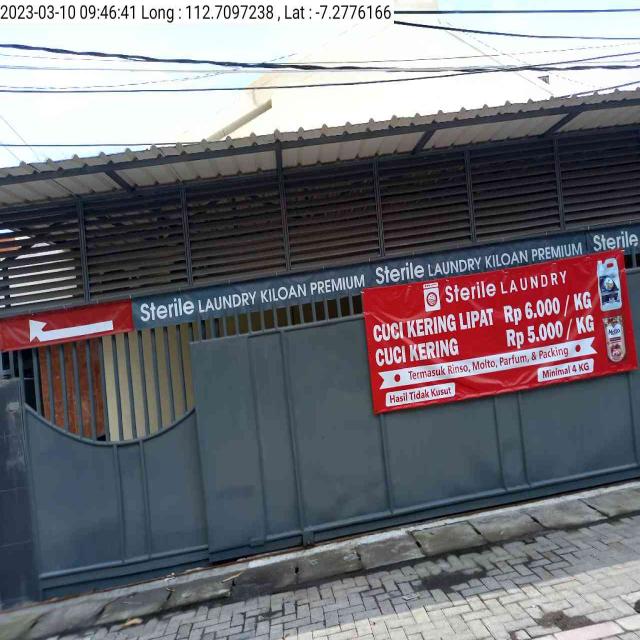 2023-03-10 09:46:41 Long : 112.7097238 , Lat : -7.2776166
Sterile LAUNDRY KILOAN PREMIUM Sterile LAUNDRY KILOAN PREMIUM Sterile
Sterile LAUNDRY
CUCI KERING LIPAT Rp 6.000 / KG
CUCI KERING Rp 5.000 / KG
Termasuk Rinso, Molto, Parfum, & Packing
Hasil Tidak Kusut Minimal 4 KG
Molto